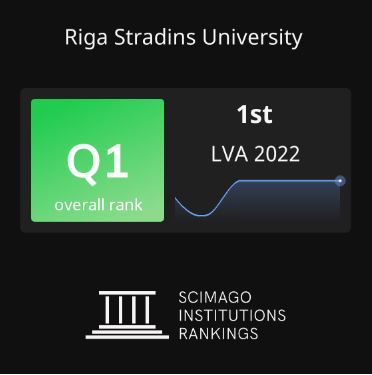 Riga Stradins University
Q1
overall rank
1st
LVA 2022
SCIMAGO
INSTITUTIONS
RANKINGS